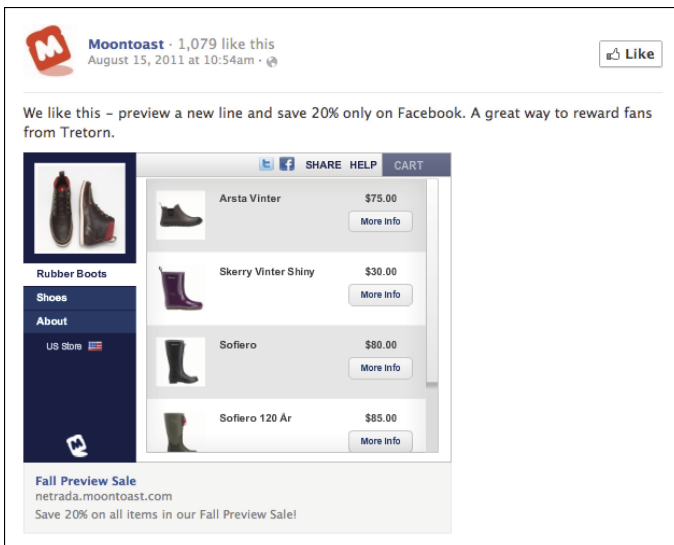 Moontoast · 1,079 like this
August 15, 2011 at 10:54am ·
Like
We like this – preview a new line and save 20% only on Facebook. A great way to reward fans
from Tretorn.
SHARE HELP CART
Arsta Vinter $75.00
More Info
Rubber Boots
Shoes
About
US Store
Skerry Vinter Shiny $30.00
More Info
Sofiero $80.00
More Info
Sofiero 120 År $85.00
More Info
Fall Preview Sale
netrada.moontoast.com
Save 20% on all items in our Fall Preview Sale!